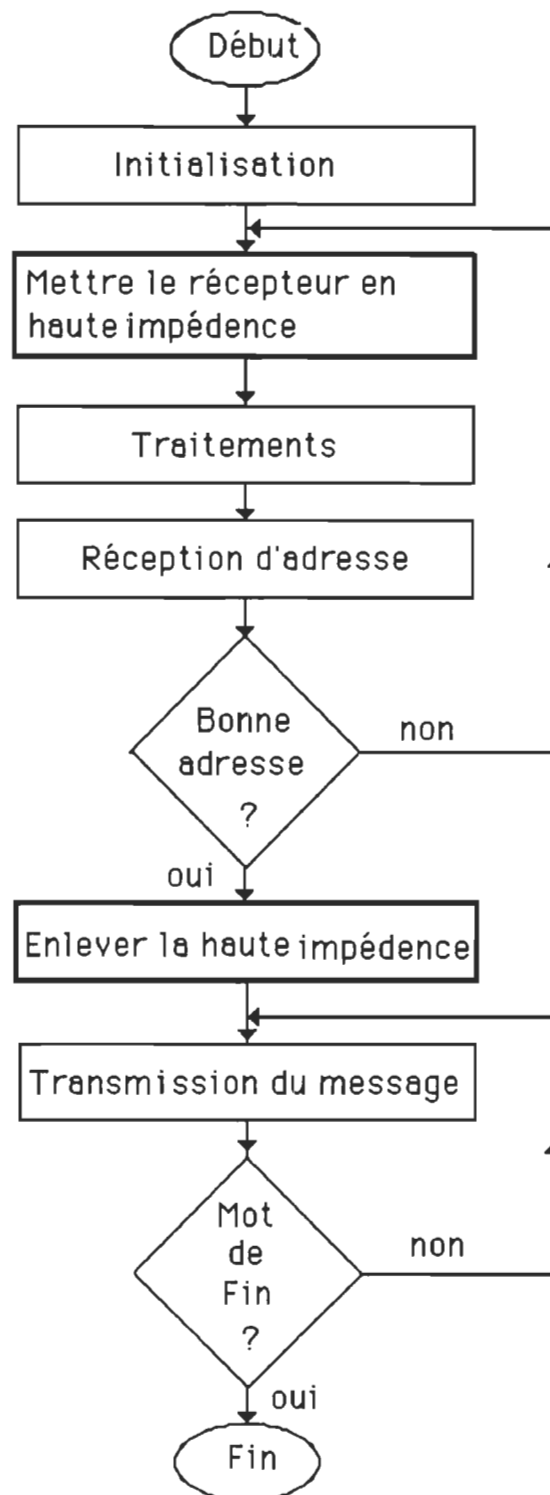 Début
Initialisation
Mettre le récepteur en
haute impédence
Traitements
Réception d'adresse
Bonne
adresse
?
non
oui
Enlever la haute impédence
Transmission du message
Mot
de
Fin
?
non
oui
Fin